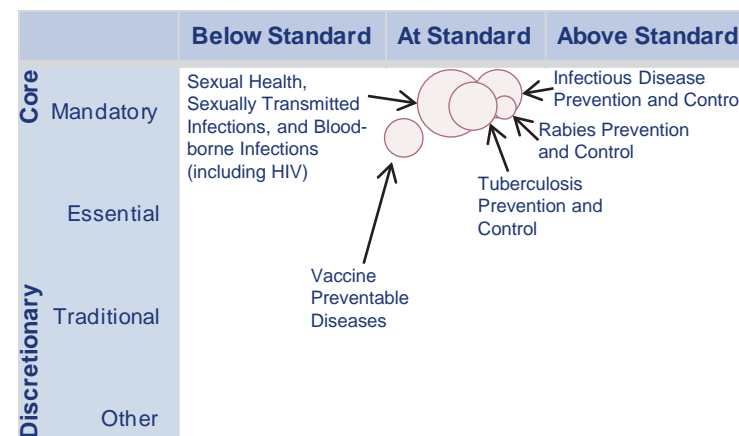 Below Standard
At Standard
Above Standard
Core
Mandatory
Sexual Health,
Sexually Transmitted
Infections, and Blood-
borne Infections
(including HIV)
Infectious Disease
Prevention and Contro
Rabies Prevention
and Control
Tuberculosis
Prevention and
Control
Essential
Vaccine
Preventable
Diseases
Discretionary
Traditional
Other